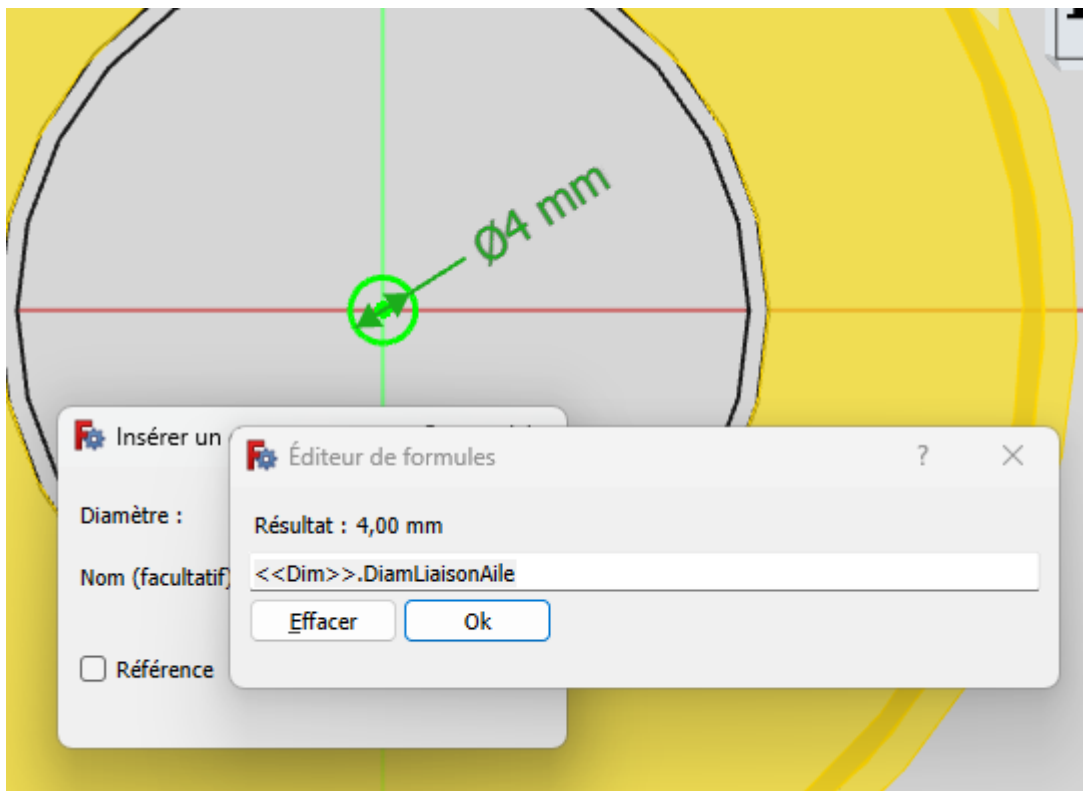 Ø4 mm
Insérer un
Éditeur de formules
?
Diamètre :
Résultat : 4,00 mm
Nom (facultatif)
<<Dim>>.DiamLiaisonAile
Effacer
Ok
Référence